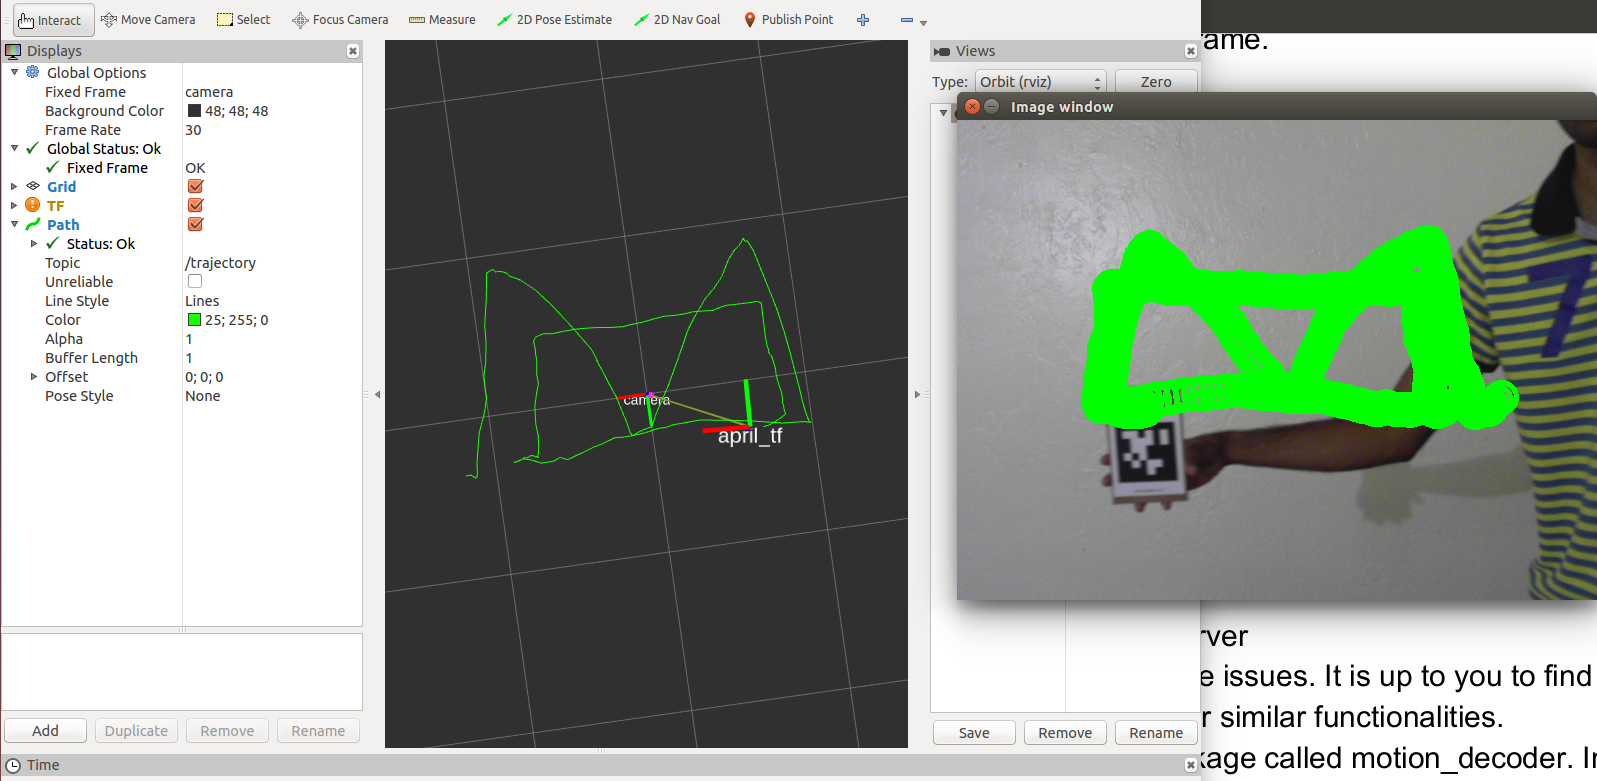 Interact Move Camera Select Focus Camera Measure 2D Pose Estimate 2D Nav Goal Publish Point
Displays
Global Options
Fixed Frame camera
Background Color 48; 48; 48
Frame Rate 30
Global Status: Ok
Fixed Frame OK
Grid
TF
Path
Status: Ok
Topic /trajectory
Unreliable
Line Style Lines
Color 25; 255; 0
Alpha 1
Buffer Length 1
Offset 0; 0; 0
Pose Style None
Add Duplicate Remove Rename
Time
camera
april_tf
Views
Type: Orbit (rviz) Zero
Save Remove Rename
Image window
7
ame.
rver
e issues. It is up to you to find
r similar functionalities.
kage called motion_decoder. In